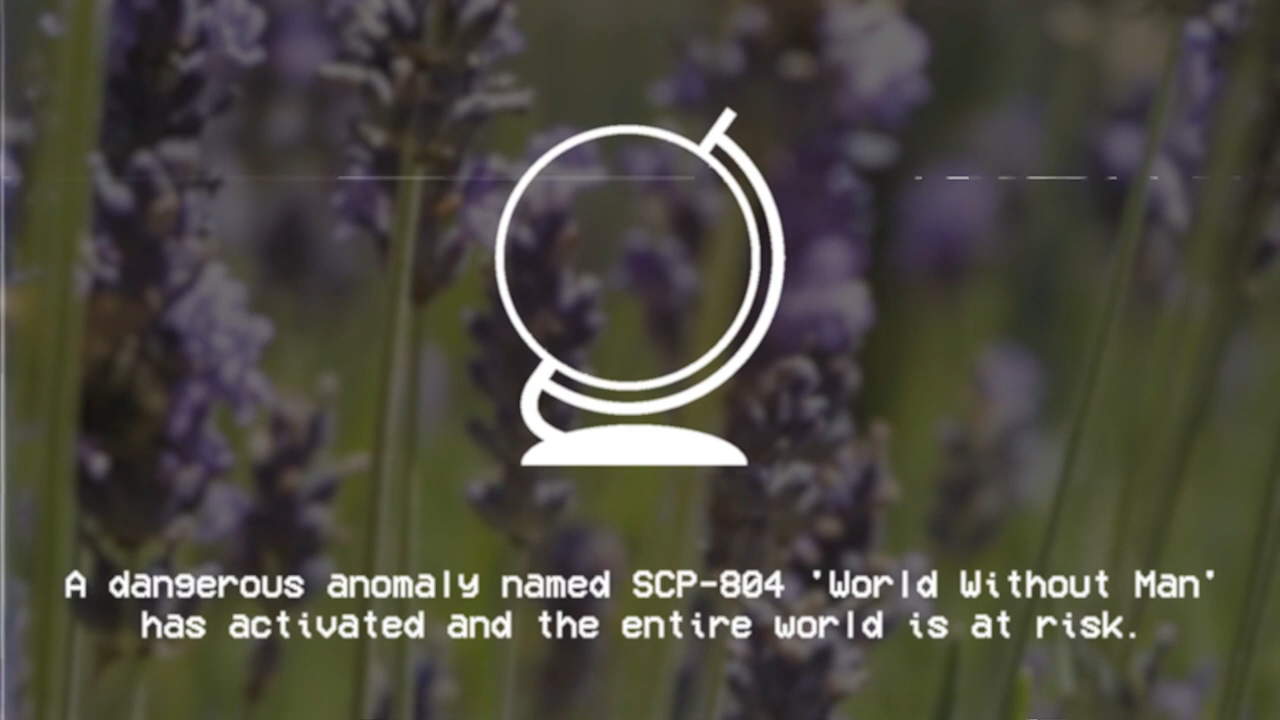 A dangerous anomaly named SCP-804 'World Without Man'
has activated and the entire world is at risk.